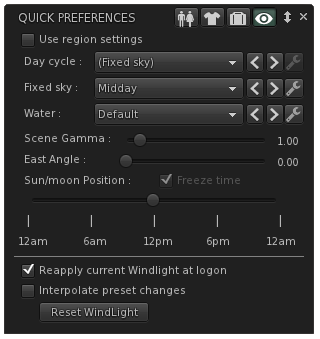 QUICK PREFERENCES
Use region settings
Day cycle : (Fixed sky)
Fixed sky : Midday
Water : Default
Scene Gamma : 1.00
East Angle : 0.00
Sun/moon Position : Freeze time
12am 6am 12pm 6pm 12am
Reapply current Windlight at logon
Interpolate preset changes
Reset WindLight